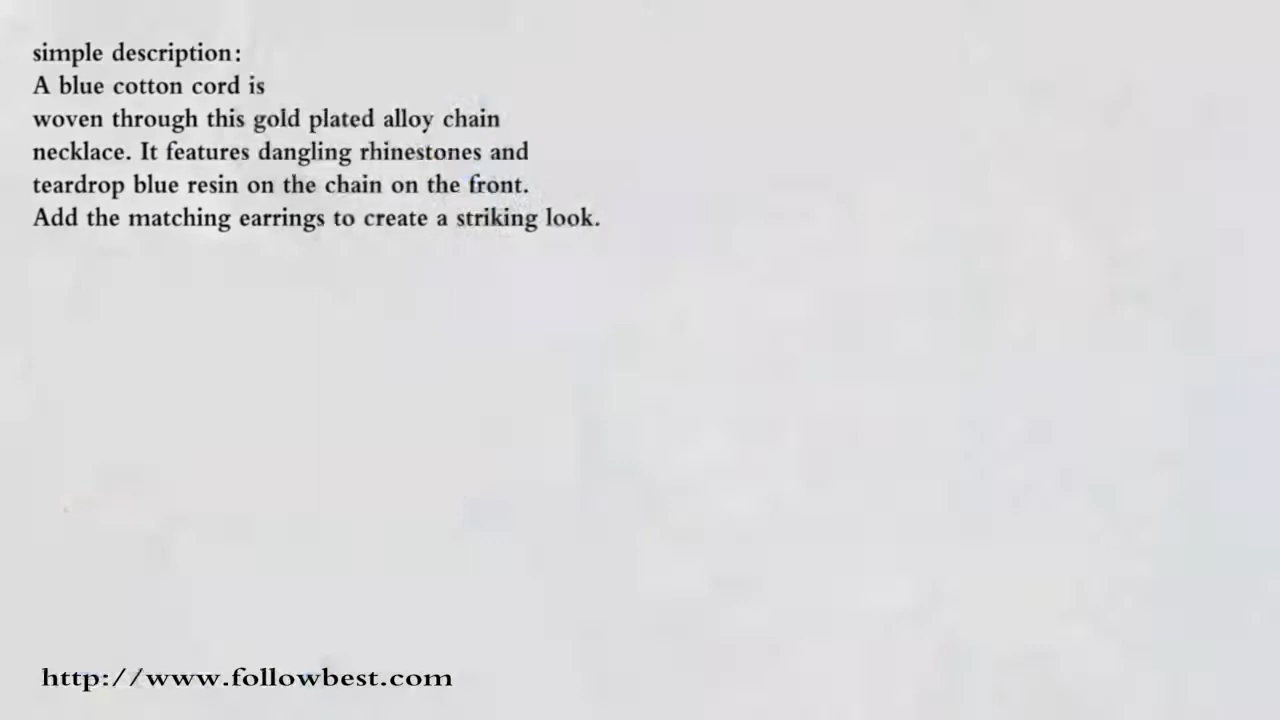 simple description:
A blue cotton cord is
woven through this gold plated alloy chain
necklace. It features dangling rhinestones and
teardrop blue resin on the chain on the front.
Add the matching earrings to create a striking look.
http://www.followbest.com